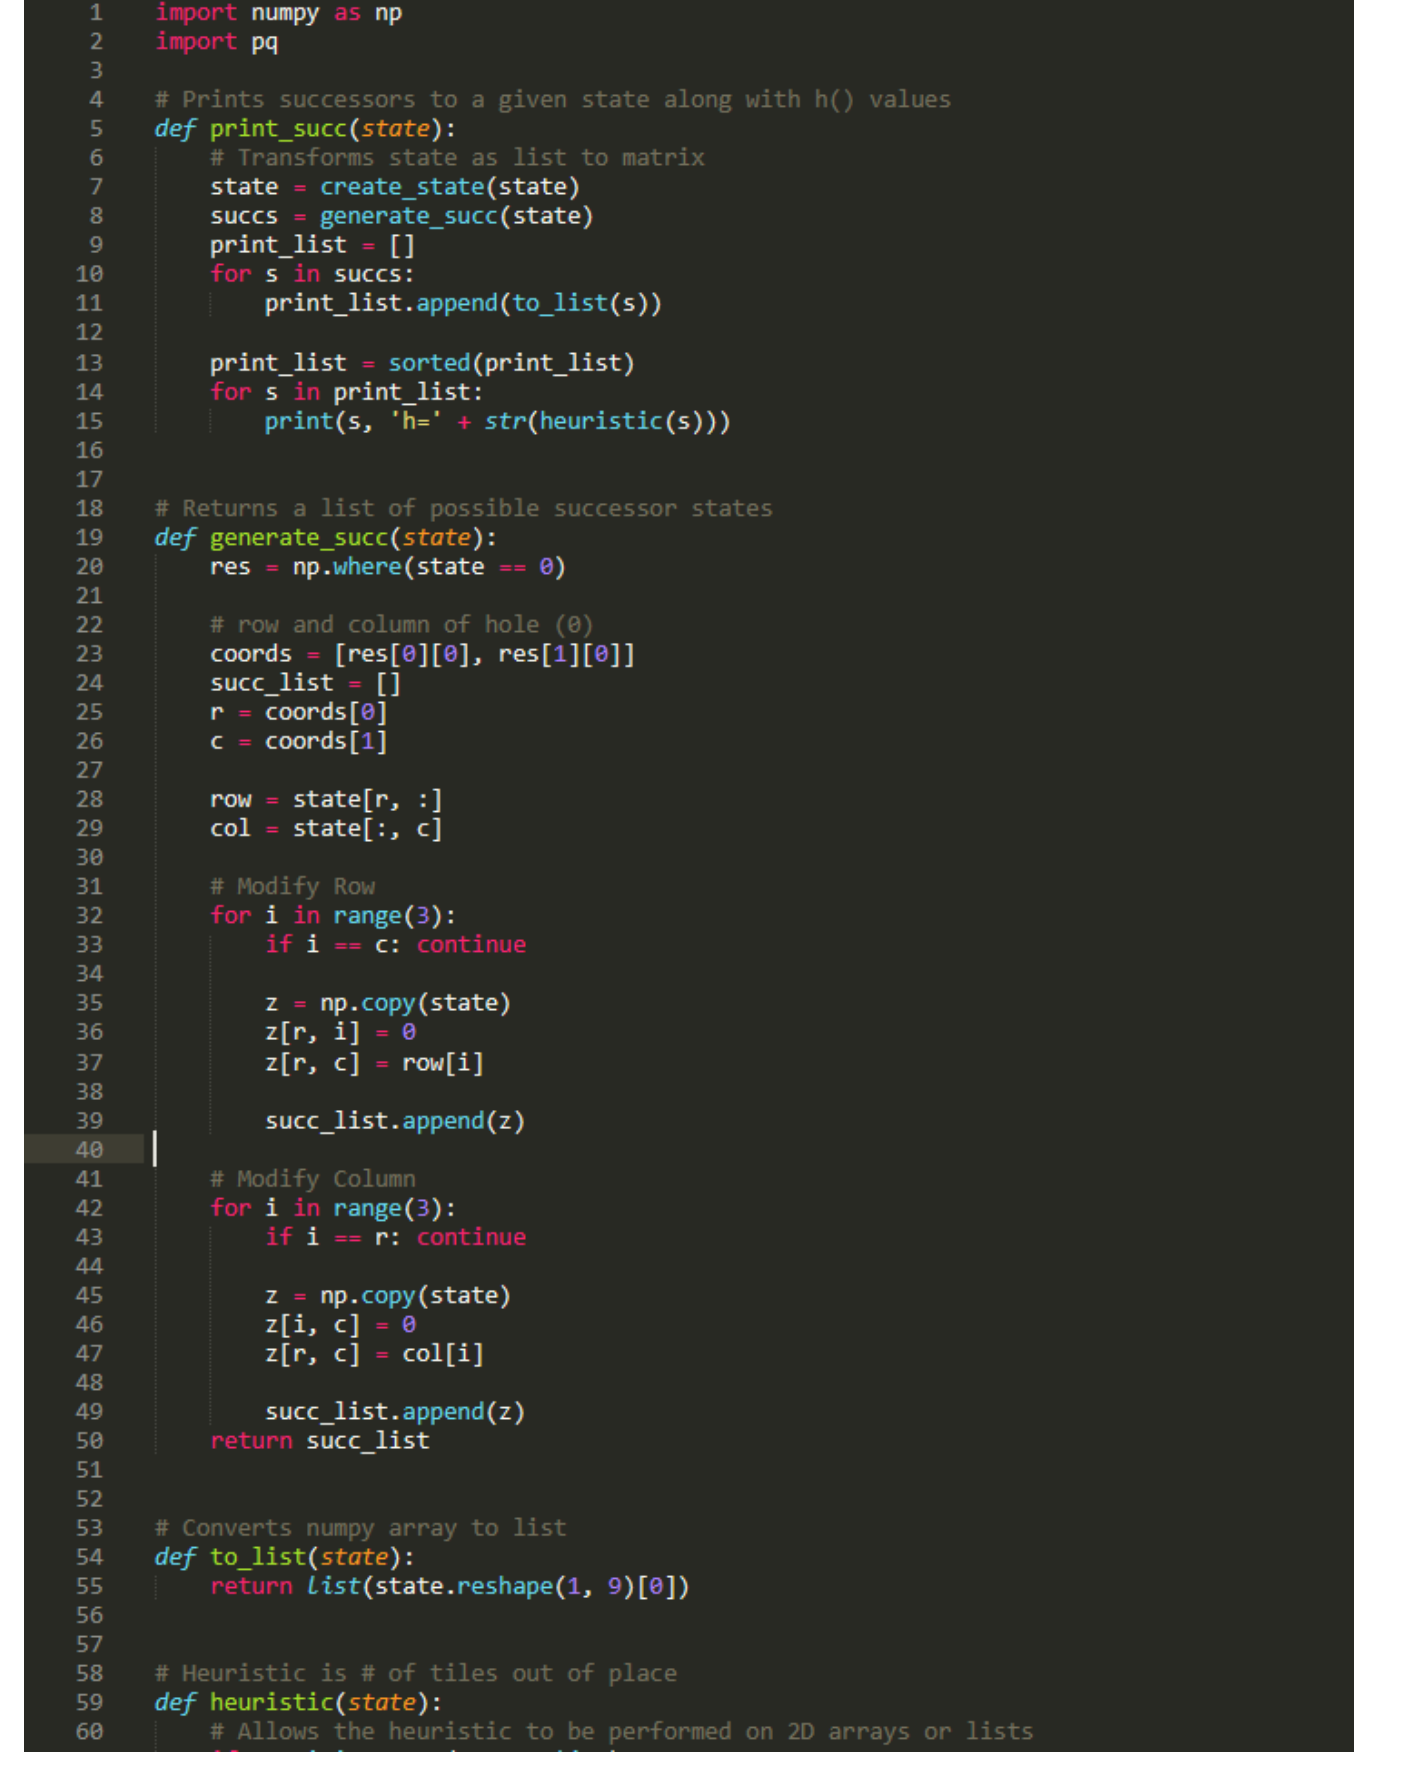 1 import numpy as np
2 import pq
3
4 # Prints successors to a given state along with h() values
5 def print_succ(state):
6 # Transforms state as list to matrix
7 state = create_state(state)
8 succs = generate_succ(state)
9 print_list = []
10 for s in succs:
11 print_list.append(to_list(s))
12
13 print_list = sorted(print_list)
14 for s in print_list:
15 print(s, 'h=' + str(heuristic(s)))
16
17
18 # Returns a list of possible successor states
19 def generate_succ(state):
20 res = np.where(state == 0)
21
22 # row and column of hole (0)
23 coords = [res[0][0], res[1][0]]
24 succ_list = []
25 r = coords[0]
26 c = coords[1]
27
28 row = state[r, :]
29 col = state[:, c]
30
31 # Modify Row
32 for i in range(3):
33 if i == c: continue
34
35 z = np.copy(state)
36 z[r, i] = 0
37 z[r, c] = row[i]
38
39 succ_list.append(z)
40
41 # Modify Column
42 for i in range(3):
43 if i == r: continue
44
45 z = np.copy(state)
46 z[i, c] = 0
47 z[r, c] = col[i]
48
49 succ_list.append(z)
50 return succ_list
51
52
53 # Converts numpy array to list
54 def to_list(state):
55 return list(state.reshape(1, 9)[0])
56
57
58 # Heuristic is # of tiles out of place
59 def heuristic(state):
60 # Allows the heuristic to be performed on 2D arrays or lists